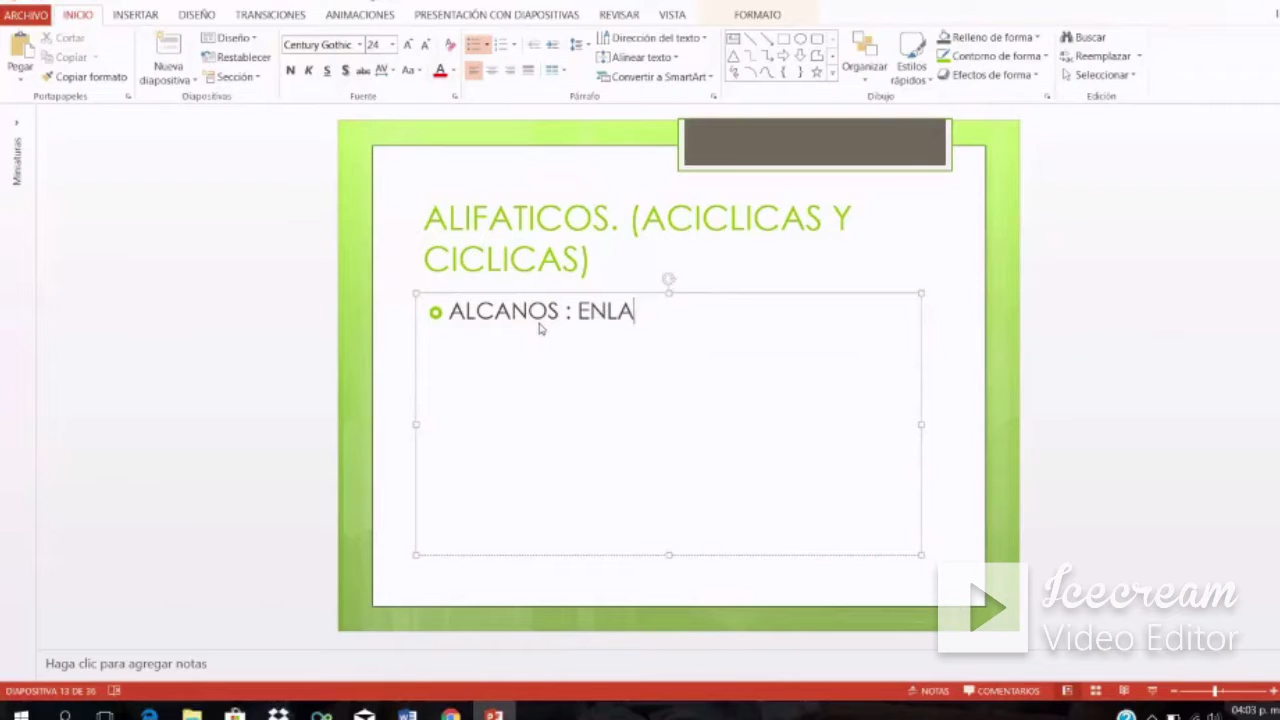 ARCHIVO INICIO INSERTAR DISEÑO TRANSICIONES ANIMACIONES PRESENTACIÓN CON DIAPOSITIVAS REVISAR VISTA FORMATO
Pegar
Cortar
Copiar
Copiar formato
Portapapeles
Nueva
diapositiva
Diseño
Restablecer
Sección
Diapositivas
Century Gothic 24
N K S S abc AV Aa A
Fuente
Dirección del texto
Alinear texto
Convertir a SmartArt
Párrafo
Organizar
Estilos
rápidos
Relleno de forma
Contorno de forma
Efectos de forma
Dibujo
Buscar
Reemplazar
Seleccionar
Edición
Miniaturas
ALIFATICOS. (ACICLICAS Y
CICLICAS)
ALCANOS : ENLA
Icecream
Video Editor
Haga clic para agregar notas
DIAPOSITIVA 13 DE 36
NOTAS COMENTARIOS
04:03 p. m.